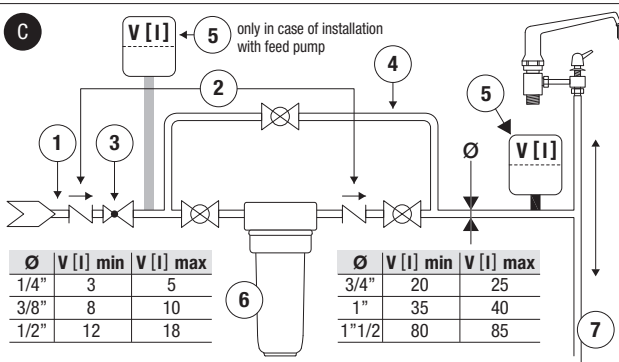 C
V [l]
5
only in case of installation
with feed pump
2
4
5
1
3
Ø
V [l]
Ø V [l] min V [l] max
1/4” 3 5
3/8” 8 10
1/2” 12 18
6
Ø V [l] min V [l] max
3/4” 20 25
1” 35 40
1”1/2 80 85
7